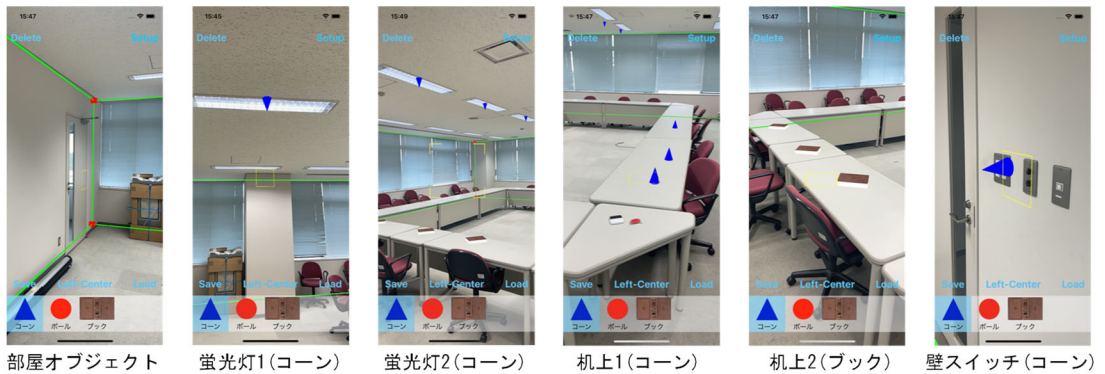 15:47
Delete Setup
Save Left-Center Load
コーン ボール ブック
部屋オブジェクト
15:45
Delete Setup
Save Left-Center Load
コーン ボール ブック
蛍光灯1(コーン)
15:49
Delete Setup
Save Left-Center Load
コーン ボール ブック
蛍光灯2(コーン)
15:47
Delete Setup
Save Left-Center Load
コーン ボール ブック
机上1(コーン)
15:47
Delete Setup
Save Left-Center Load
コーン ボール ブック
机上2(ブック)
15:47
Delete Setup
Save Left-Center Load
コーン ボール ブック
壁スイッチ(コーン)